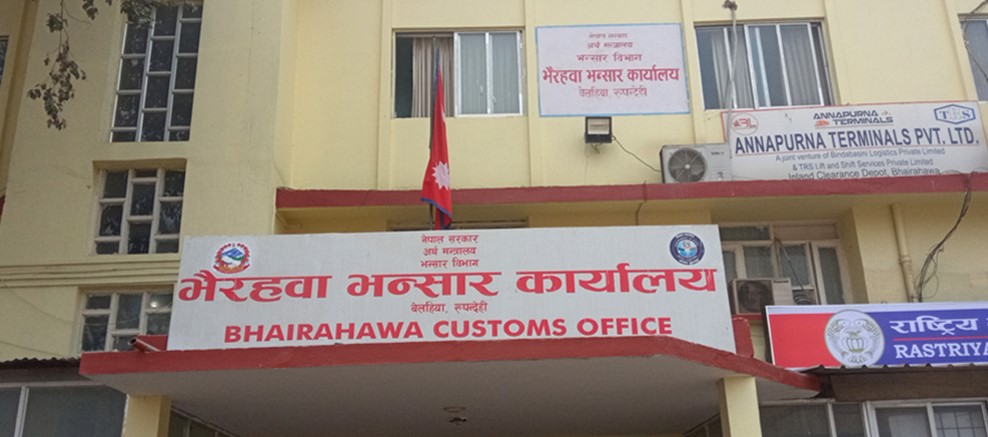 नेपाल सरकार
अर्थ मन्त्रालय
भन्सार विभाग
भैरहवा भन्सार कार्यालय
बेलहिया, रुपन्देही
ANNAPURNA
TERMINALS
TRS
ANNAPURNA TERMINALS PVT. LTD.
A joint venture of Bindabasini Logistics Private Limited
& TRS Lift and Shift Services Private Limited
Inland Clearance Depot, Bhairahawa
नेपाल सरकार
अर्थ मन्त्रालय
भन्सार विभाग
भैरहवा भन्सार कार्यालय
बेलहिया, रुपन्देही
BHAIRAHAWA CUSTOMS OFFICE
राष्ट्रिय
RASTRIYA